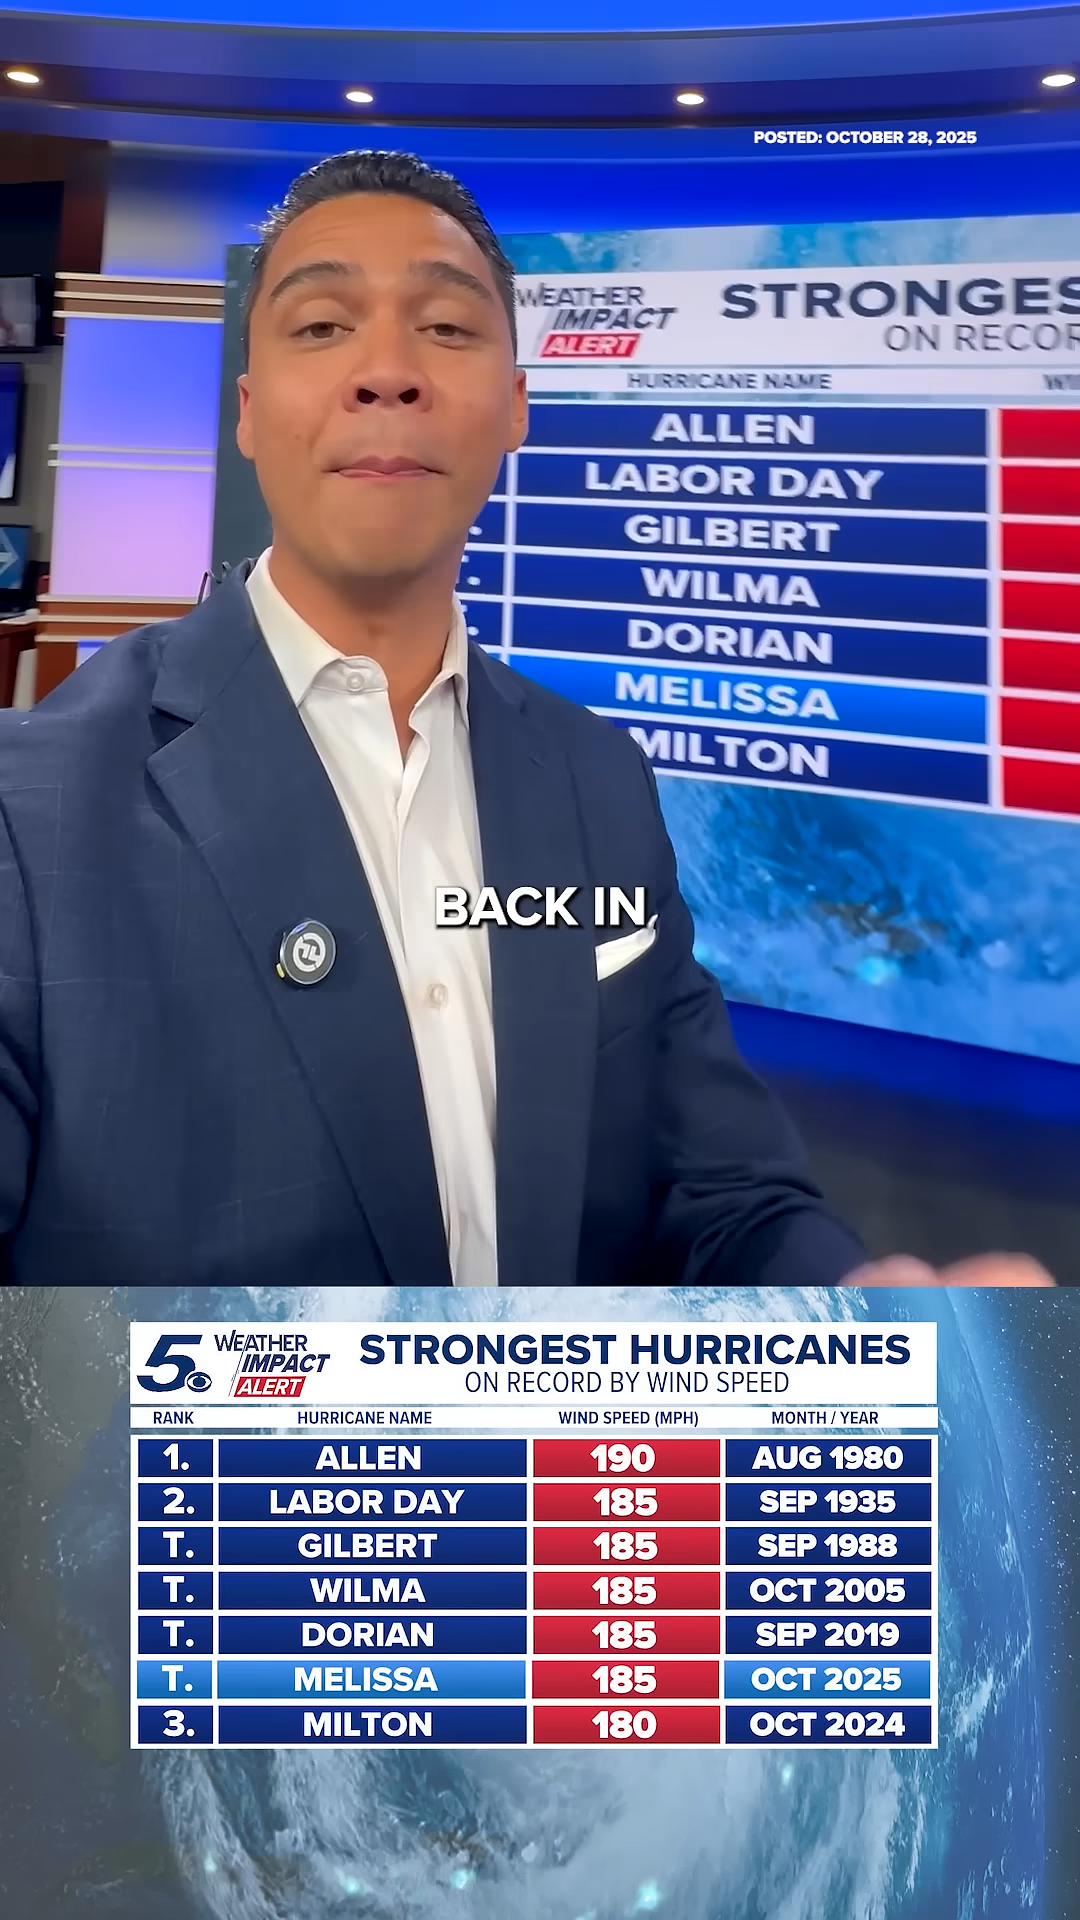 POSTED: OCTOBER 28, 2025
WEATHER
IMPACT
ALERT
STRONGES
ON RECOR
HURRICANE NAME
WI
ALLEN
LABOR DAY
GILBERT
WILMA
DORIAN
MELISSA
MILTON
BACK IN
5 WEATHER
IMPACT
ALERT
STRONGEST HURRICANES
ON RECORD BY WIND SPEED
RANK HURRICANE NAME WIND SPEED (MPH) MONTH / YEAR
1. ALLEN 190 AUG 1980
2. LABOR DAY 185 SEP 1935
T. GILBERT 185 SEP 1988
T. WILMA 185 OCT 2005
T. DORIAN 185 SEP 2019
T. MELISSA 185 OCT 2025
3. MILTON 180 OCT 2024